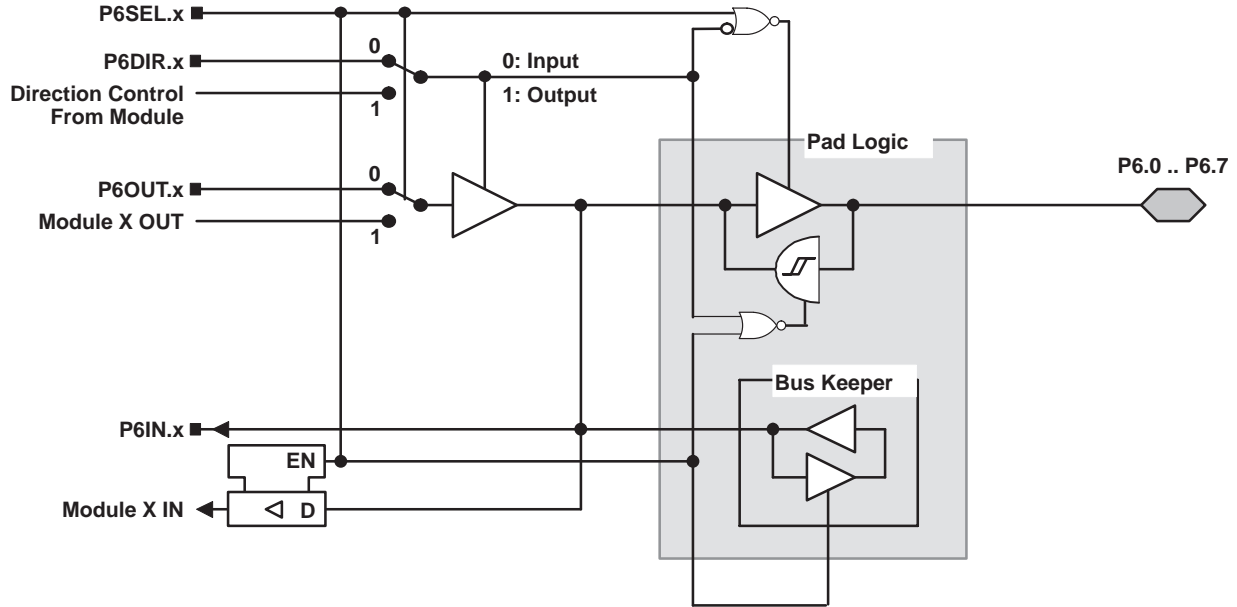 P6SEL.x
P6DIR.x
0
0: Input
Direction Control
From Module
1
1: Output
Pad Logic
P6.0 .. P6.7
P6OUT.x
0
Module X OUT
1
Bus Keeper
P6IN.x
EN
Module X IN
D